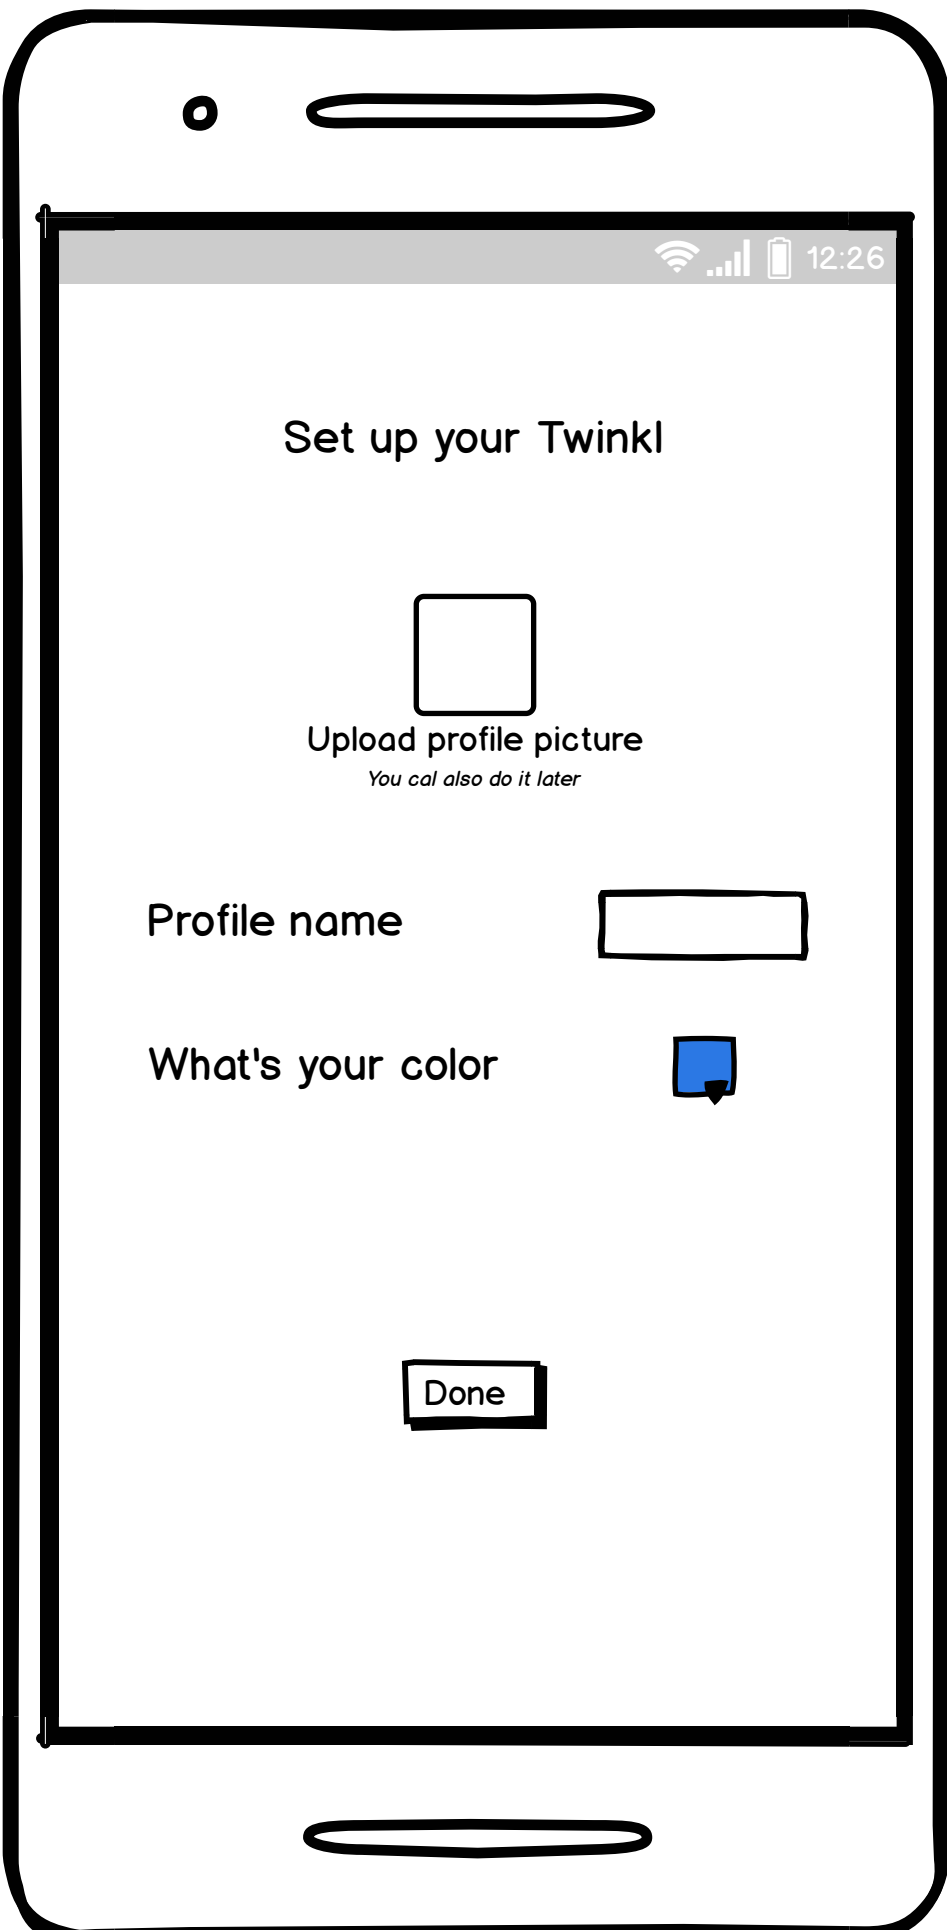 12:26
Set up your Twinkl
Upload profile picture
You cal also do it later
Profile name
What's your color
Done